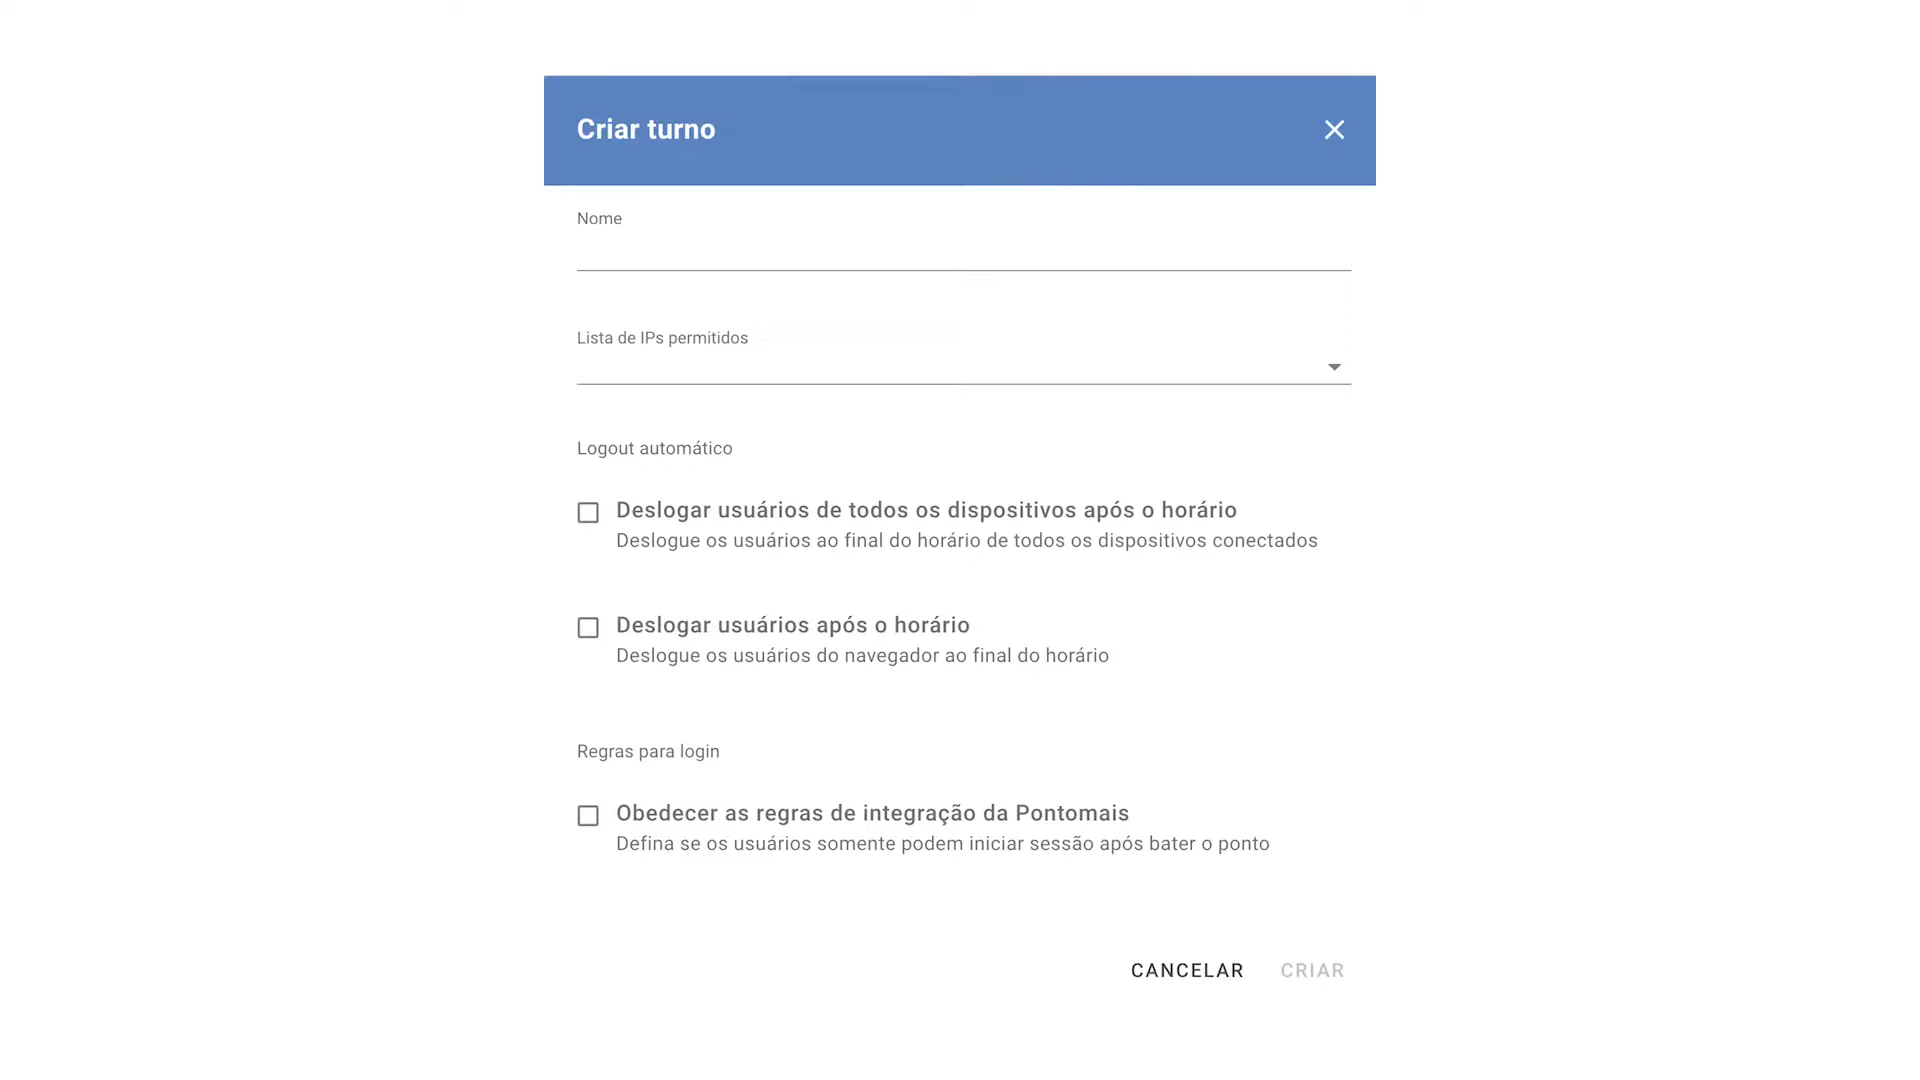 Criar turno
Nome
Lista de IPs permitidos
Logout automático
Deslogar usuários de todos os dispositivos após o horário
Deslogue os usuários ao final do horário de todos os dispositivos conectados
Deslogar usuários após o horário
Deslogue os usuários do navegador ao final do horário
Regras para login
Obedecer as regras de integração da Pontomais
Defina se os usuários somente podem iniciar sessão após bater o ponto
CANCELAR CRIAR